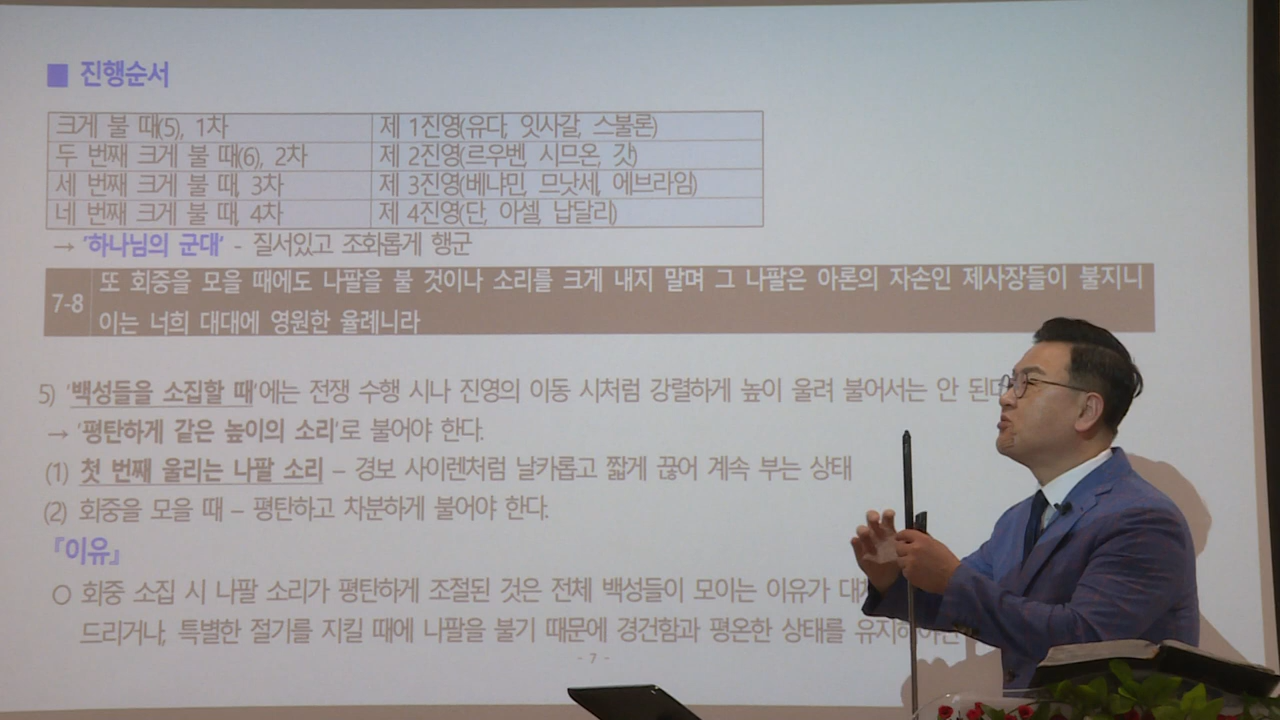 ■ 진행순서
크게 불 때(5), 1차 제 1진영(유다, 잇사갈, 스불론)
두 번째 크게 불 때(6), 2차 제 2진영(르우벤, 시므온, 갓)
세 번째 크게 불 때, 3차 제 3진영(베냐민, 므낫세, 에브라임)
네 번째 크게 불 때, 4차 제 4진영(단, 아셀, 납달리)
→ '하나님의 군대' - 질서있고 조화롭게 행군
7-8 또 회중을 모을 때에도 나팔을 불 것이나 소리를 크게 내지 말며 그 나팔은 아론의 자손인 제사장들이 불지니
이는 너희 대대에 영원한 율례니라
5) '백성들을 소집할 때'에는 전쟁 수행 시나 진영의 이동 시처럼 강렬하게 높이 울려 불어서는 안
→ '평탄하게 같은 높이의 소리'로 불어야 한다.
(1) 첫 번째 울리는 나팔 소리 – 경보 사이렌처럼 날카롭고 짧게 끊어 계속 부는 상태
(2) 회중을 모을 때 – 평탄하고 차분하게 불어야 한다.
『이유』
○ 회중 소집 시 나팔 소리가 평탄하게 조절된 것은 전체 백성들이 모이는 이유가
드리거나, 특별한 절기를 지킬 때에 나팔을 불기 때문에 경건함과 평온한 상태를
- 7 -